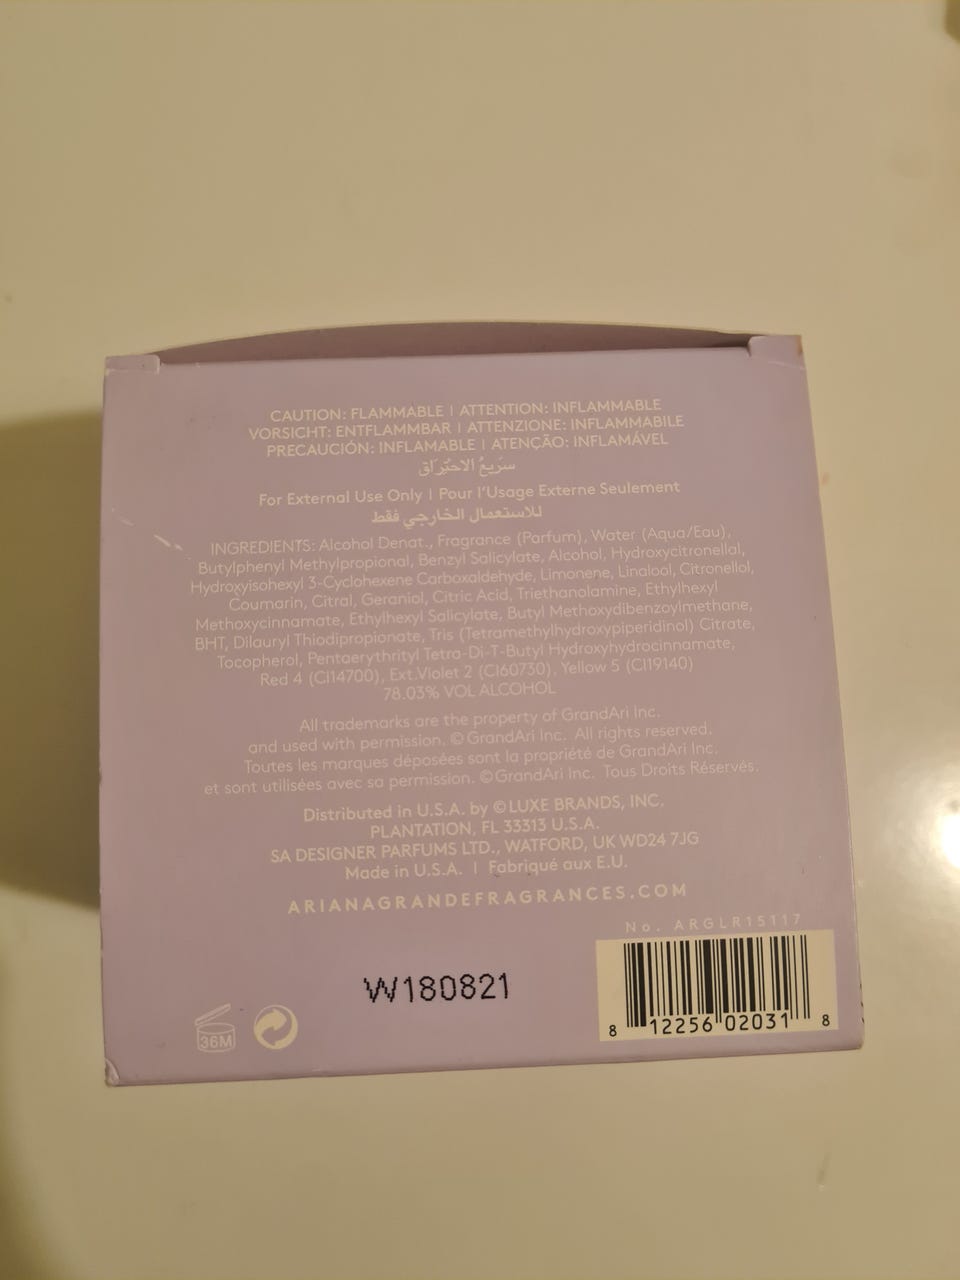 CAUTION: FLAMMABLE | ATTENTION: INFLAMMABLE
VORSICHT: ENTFLAMMBAR | ATTENZIONE: INFLAMMABILE
PRECAUCIÓN: INFLAMABLE | ATENÇÃO: INFLAMÁVEL
سَريعُ الاحتِرَاق
For External Use Only | Pour l'Usage Externe Seulement
للاستعمال الخارجي فقط
INGREDIENTS: Alcohol Denat., Fragrance (Parfum), Water (Aqua/Eau),
Butylphenyl Methylpropional, Benzyl Salicylate, Alcohol, Hydroxycitronellal,
Hydroxyisohexyl 3-Cyclohexene Carboxaldehyde, Limonene, Linalool, Citronellol,
Coumarin, Citral, Geraniol, Citric Acid, Triethanolamine, Ethylhexyl
Methoxycinnamate, Ethylhexyl Salicylate, Butyl Methoxydibenzoylmethane,
BHT, Dilauryl Thiodipropionate, Tris (Tetramethylhydroxypiperidinol) Citrate,
Tocopherol, Pentaerythrityl Tetra-Di-T-Butyl Hydroxyhydrocinnamate,
Red 4 (CI14700), Ext.Violet 2 (CI60730), Yellow 5 (CI19140)
78.03% VOL ALCOHOL
All trademarks are the property of GrandAri Inc.
and used with permission. © GrandAri Inc. All rights reserved.
Toutes les marques déposées sont la propriété de GrandAri Inc.
et sont utilisées avec sa permission. ©GrandAri Inc. Tous Droits Réservés.
Distributed in U.S.A. by © LUXE BRANDS, INC.
PLANTATION, FL 33313 U.S.A.
SA DESIGNER PARFUMS LTD., WATFORD, UK WD24 7JG
Made in U.S.A. | Fabriqué aux E.U.
ARIANAGRANDEFRAGRANCES.COM
No. ARGLR15117
W180821
36M
8 12256 02031 8